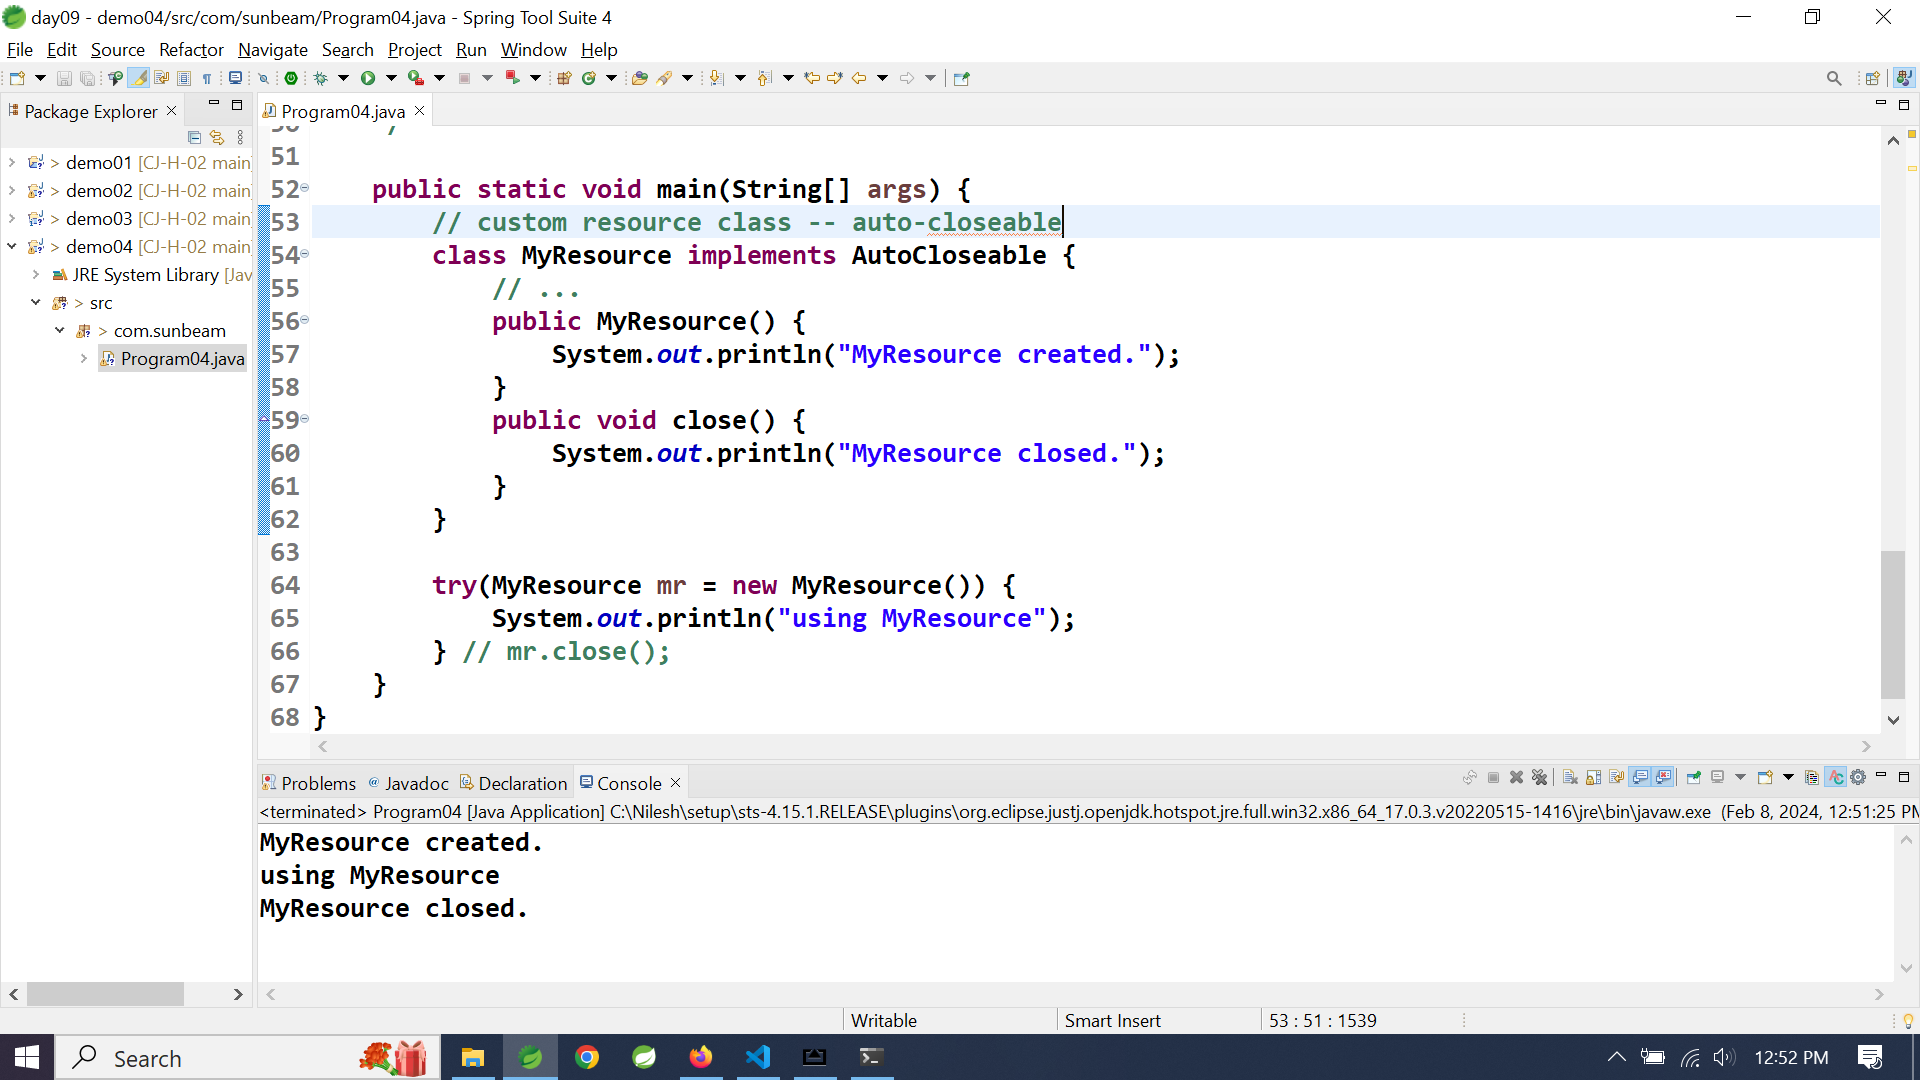 day09 - demo04/src/com/sunbeam/Program04.java - Spring Tool Suite 4
File Edit Source Refactor Navigate Search Project Run Window Help
Package Explorer
demo01 [CJ-H-02 main
demo02 [CJ-H-02 main
demo03 [CJ-H-02 main
> demo04 [CJ-H-02 main
JRE System Library [Jav
> src
> com.sunbeam
Program04.java
Program04.java
51
52 public static void main(String[] args) {
53 // custom resource class -- auto-closeable
54 class MyResource implements AutoCloseable {
55 // ...
56 public MyResource() {
57 System.out.println("MyResource created.");
58 }
59 public void close() {
60 System.out.println("MyResource closed.");
61 }
62 }
63
64 try(MyResource mr = new MyResource()) {
65 System.out.println("using MyResource");
66 } // mr.close();
67 }
68 }
Problems @ Javadoc Declaration Console
<terminated> Program04 [Java Application] C:\Nilesh\setup\sts-4.15.1.RELEASE\plugins\org.eclipse.justj.openjdk.hotspot.jre.full.win32.x86_64_17.0.3.v20220515-1416\jre\bin\javaw.exe (Feb 8, 2024, 12:51:25 PM
MyResource created.
using MyResource
MyResource closed.
Writable Smart Insert 53 : 51 : 1539
Search 12:52 PM